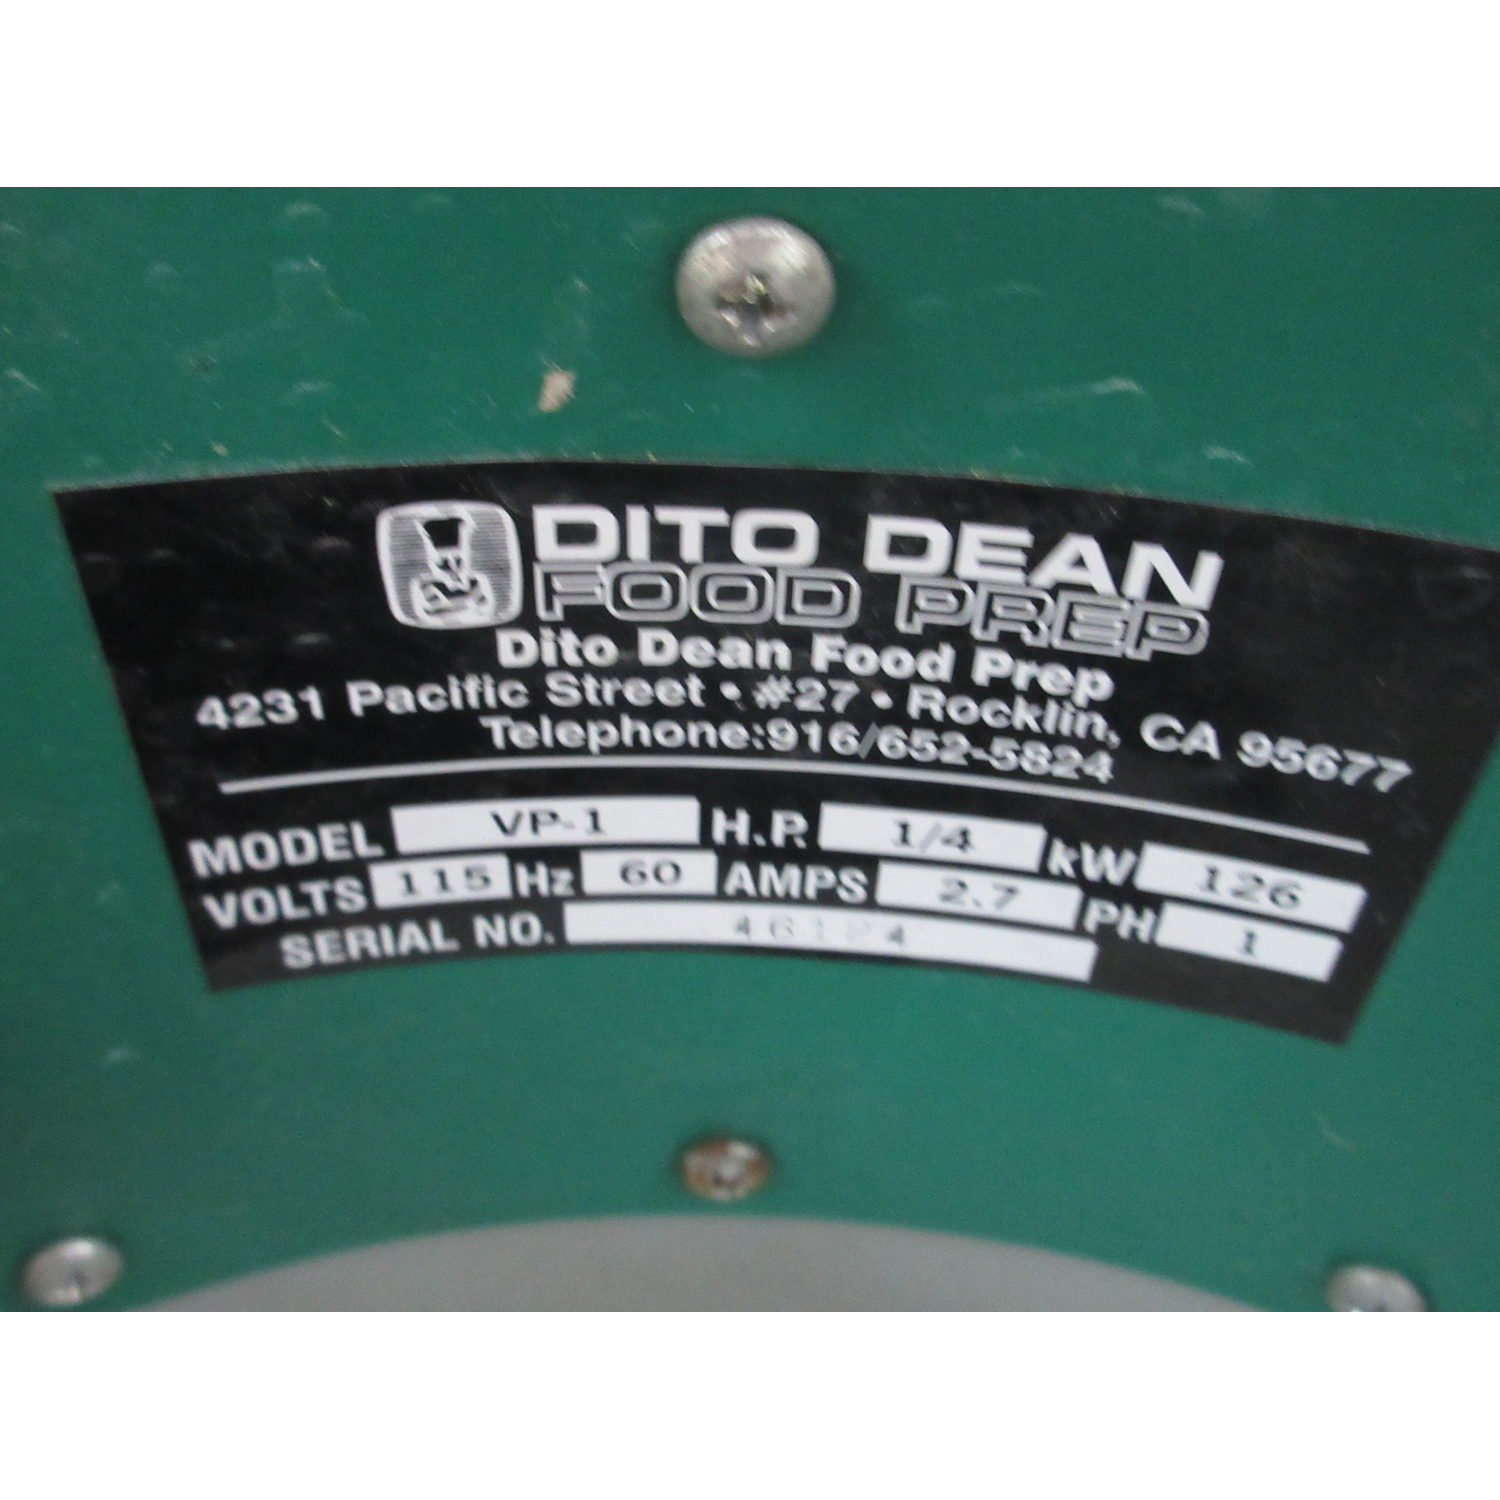 DITO DEAN
FOOD PREP
Dito Dean Food Prep
4231 Pacific Street • #27 • Rocklin, CA 95677
Telephone:916/652-5824
MODEL VP-1 H.P. 1/4 kW 126
VOLTS 115 Hz 60 AMPS 2.7 PH 1
SERIAL NO.